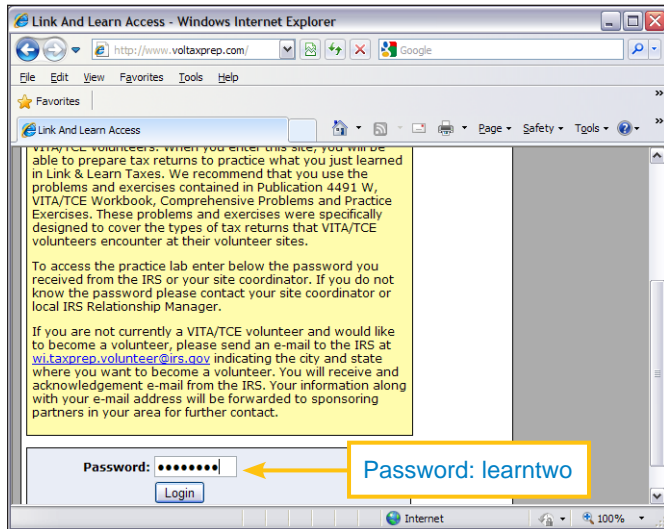 Link And Learn Access - Windows Internet Explorer
http://www.voltaxprep.com/
Google
File Edit View Favorites Tools Help
Favorites
Link And Learn Access
Page Safety Tools
VITA/TCE volunteers. When you enter this site, you will be
able to prepare tax returns to practice what you just learned
in Link & Learn Taxes. We recommend that you use the
problems and exercises contained in Publication 4491 W,
VITA/TCE Workbook, Comprehensive Problems and Practice
Exercises. These problems and exercises were specifically
designed to cover the types of tax returns that VITA/TCE
volunteers encounter at their volunteer sites.
To access the practice lab enter below the password you
received from the IRS or your site coordinator. If you do not
know the password please contact your site coordinator or
local IRS Relationship Manager.
If you are not currently a VITA/TCE volunteer and would like
to become a volunteer, please send an e-mail to the IRS at
wi.taxprep.volunteer@irs.gov indicating the city and state
where you want to become a volunteer. You will receive and
acknowledgement e-mail from the IRS. Your information along
with your e-mail address will be forwarded to sponsoring
partners in your area for further contact.
Password: ••••••••
Password: learntwo
Login
Internet
100%